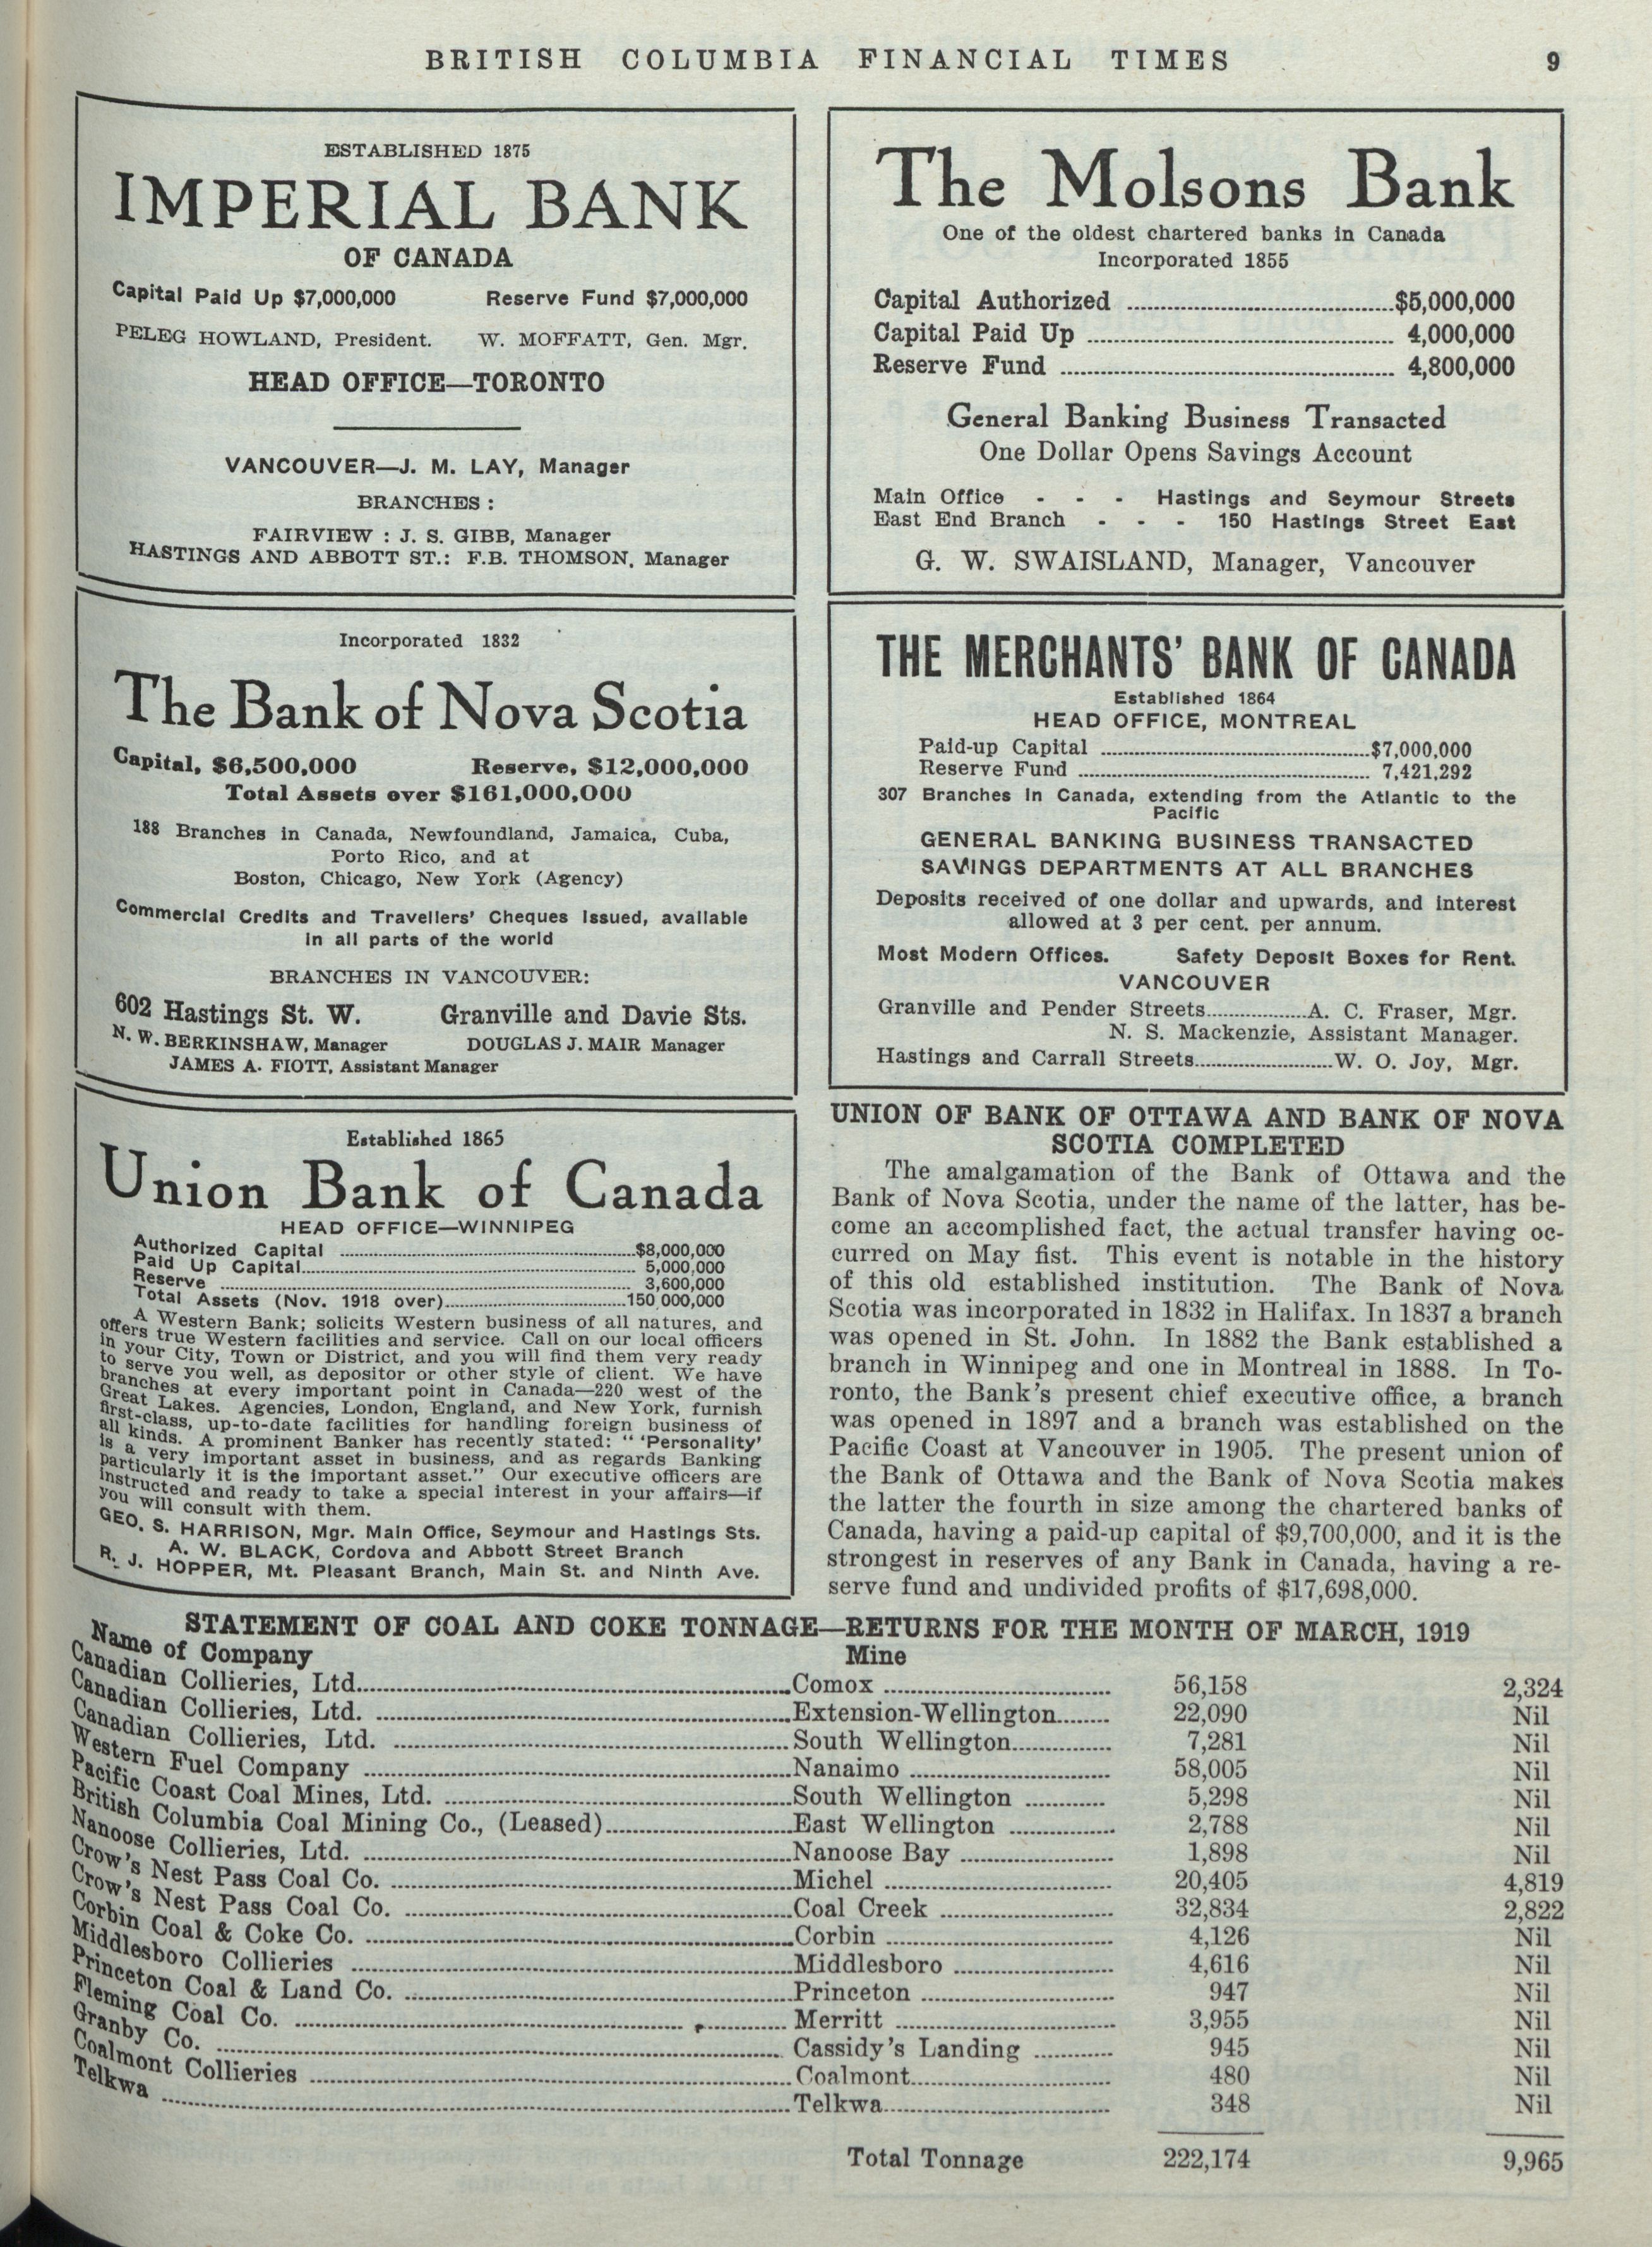 BRITISH COLUMBIA FINANCIAL TIMES 9
ESTABLISHED 1875
IMPERIAL BANK
OF CANADA
Capital Paid Up $7,000,000 Reserve Fund $7,000,000
PELEG HOWLAND, President. W. MOFFATT, Gen. Mgr.
HEAD OFFICE—TORONTO
VANCOUVER—J. M. LAY, Manager
BRANCHES :
FAIRVIEW : J. S. GIBB, Manager
HASTINGS AND ABBOTT ST.: F.B. THOMSON, Manager
Incorporated 1832
The Bank of Nova Scotia
Capital, $6,500,000 Reserve, $12,000,000
Total Assets over $161,000,000
188 Branches in Canada, Newfoundland, Jamaica, Cuba,
Porto Rico, and at
Boston, Chicago, New York (Agency)
Commercial Credits and Travellers' Cheques issued, available
in all parts of the world
BRANCHES IN VANCOUVER:
602 Hastings St. W. Granville and Davie Sts.
N. W. BERKINSHAW, Manager DOUGLAS J. MAIR Manager
JAMES A. FIOTT, Assistant Manager
Established 1865
Union Bank of Canada
HEAD OFFICE—WINNIPEG
Authorized Capital ....................$8,000,000
Paid Up Capital.................... 5,000,000
Reserve .................... 3,600,000
Total Assets (Nov. 1918 over)....................150,000,000
A Western Bank; solicits Western business of all natures, and
offers true Western facilities and service. Call on our local officers
in your City, Town or District, and you will find them very ready
to serve you well, as depositor or other style of client. We have
branches at every important point in Canada—220 west of the
Great Lakes. Agencies, London, England, and New York, furnish
first-class, up-to-date facilities for handling foreign business of
all kinds. A prominent Banker has recently stated: " 'Personality'
is a very important asset in business, and as regards Banking
particularly it is the important asset." Our executive officers are
instructed and ready to take a special interest in your affairs—if
you will consult with them.
GEO. S. HARRISON, Mgr. Main Office, Seymour and Hastings Sts.
A. W. BLACK, Cordova and Abbott Street Branch
R. J. HOPPER, Mt. Pleasant Branch, Main St. and Ninth Ave.
The Molsons Bank
One of the oldest chartered banks in Canada
Incorporated 1855
Capital Authorized ....................$5,000,000
Capital Paid Up .................... 4,000,000
Reserve Fund .................... 4,800,000
General Banking Business Transacted
One Dollar Opens Savings Account
Main Office - - - Hastings and Seymour Streets
East End Branch - - - 150 Hastings Street East
G. W. SWAISLAND, Manager, Vancouver
THE MERCHANTS' BANK OF CANADA
Established 1864
HEAD OFFICE, MONTREAL
Paid-up Capital ....................$7,000,000
Reserve Fund .................... 7,421,292
307 Branches in Canada, extending from the Atlantic to the
Pacific
GENERAL BANKING BUSINESS TRANSACTED
SAVINGS DEPARTMENTS AT ALL BRANCHES
Deposits received of one dollar and upwards, and interest
allowed at 3 per cent. per annum.
Most Modern Offices. Safety Deposit Boxes for Rent.
VANCOUVER
Granville and Pender Streets....................A. C. Fraser, Mgr.
N. S. Mackenzie, Assistant Manager.
Hastings and Carrall Streets....................W. O. Joy, Mgr.
UNION OF BANK OF OTTAWA AND BANK OF NOVA
SCOTIA COMPLETED
The amalgamation of the Bank of Ottawa and the
Bank of Nova Scotia, under the name of the latter, has be-
come an accomplished fact, the actual transfer having oc-
curred on May fist. This event is notable in the history
of this old established institution. The Bank of Nova
Scotia was incorporated in 1832 in Halifax. In 1837 a branch
was opened in St. John. In 1882 the Bank established a
branch in Winnipeg and one in Montreal in 1888. In To-
ronto, the Bank's present chief executive office, a branch
was opened in 1897 and a branch was established on the
Pacific Coast at Vancouver in 1905. The present union of
the Bank of Ottawa and the Bank of Nova Scotia makes
the latter the fourth in size among the chartered banks of
Canada, having a paid-up capital of $9,700,000, and it is the
strongest in reserves of any Bank in Canada, having a re-
serve fund and undivided profits of $17,698,000.
STATEMENT OF COAL AND COKE TONNAGE—RETURNS FOR THE MONTH OF MARCH, 1919
Name of Company Mine
Canadian Collieries, Ltd....................Comox .................... 56,158 2,324
Canadian Collieries, Ltd. ....................Extension-Wellington........ 22,090 Nil
Canadian Collieries, Ltd. ....................South Wellington............ 7,281 Nil
Western Fuel Company ....................Nanaimo .................... 58,005 Nil
Pacific Coast Coal Mines, Ltd. ....................South Wellington ............ 5,298 Nil
British Columbia Coal Mining Co., (Leased)....................East Wellington ............ 2,788 Nil
Nanoose Collieries, Ltd. ....................Nanoose Bay .................... 1,898 Nil
Crow's Nest Pass Coal Co. ....................Michel .................... 20,405 4,819
Crow's Nest Pass Coal Co. ....................Coal Creek .................... 32,834 2,822
Corbin Coal & Coke Co. ....................Corbin .................... 4,126 Nil
Middlesboro Collieries ....................Middlesboro .................... 4,616 Nil
Princeton Coal & Land Co. ....................Princeton .................... 947 Nil
Fleming Coal Co. .................... Merritt .................... 3,955 Nil
Granby Co. .................... Cassidy's Landing ............ 945 Nil
Coalmont Collieries ....................Coalmont.................... 480 Nil
Telkwa ....................Telkwa.................... 348 Nil
Total Tonnage 222,174 9,965